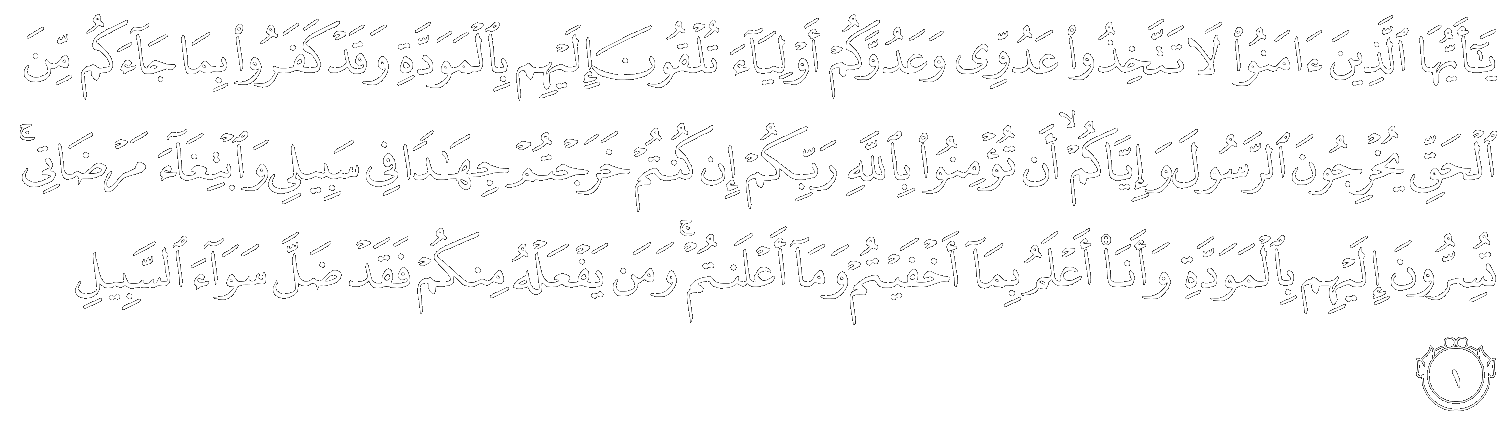 يَـٰٓأَيُّهَا ٱلَّذِينَ ءَامَنُوا۟ لَا تَتَّخِذُوا۟ عَدُوِّى وَعَدُوَّكُمْ أَوْلِيَآءَ تُلْقُونَ إِلَيْهِم بِٱلْمَوَدَّةِ وَقَدْ كَفَرُوا۟ بِمَا جَآءَكُم مِّنَ
ٱلْحَقِّ يُخْرِجُونَ ٱلرَّسُولَ وَإِيَّاكُمْ ۙ أَن تُؤْمِنُوا۟ بِٱللَّهِ رَبِّكُمْ إِن كُنتُمْ خَرَجْتُمْ جِهَـٰدًا فِى سَبِيلِى وَٱبْتِغَآءَ مَرْضَاتِى ۚ
تُسِرُّونَ إِلَيْهِم بِٱلْمَوَدَّةِ وَأَنَا۠ أَعْلَمُ بِمَآ أَخْفَيْتُمْ وَمَآ أَعْلَنتُمْ ۚ وَمَن يَفْعَلْهُ مِنكُمْ فَقَدْ ضَلَّ سَوَآءَ ٱلسَّبِيلِ
١